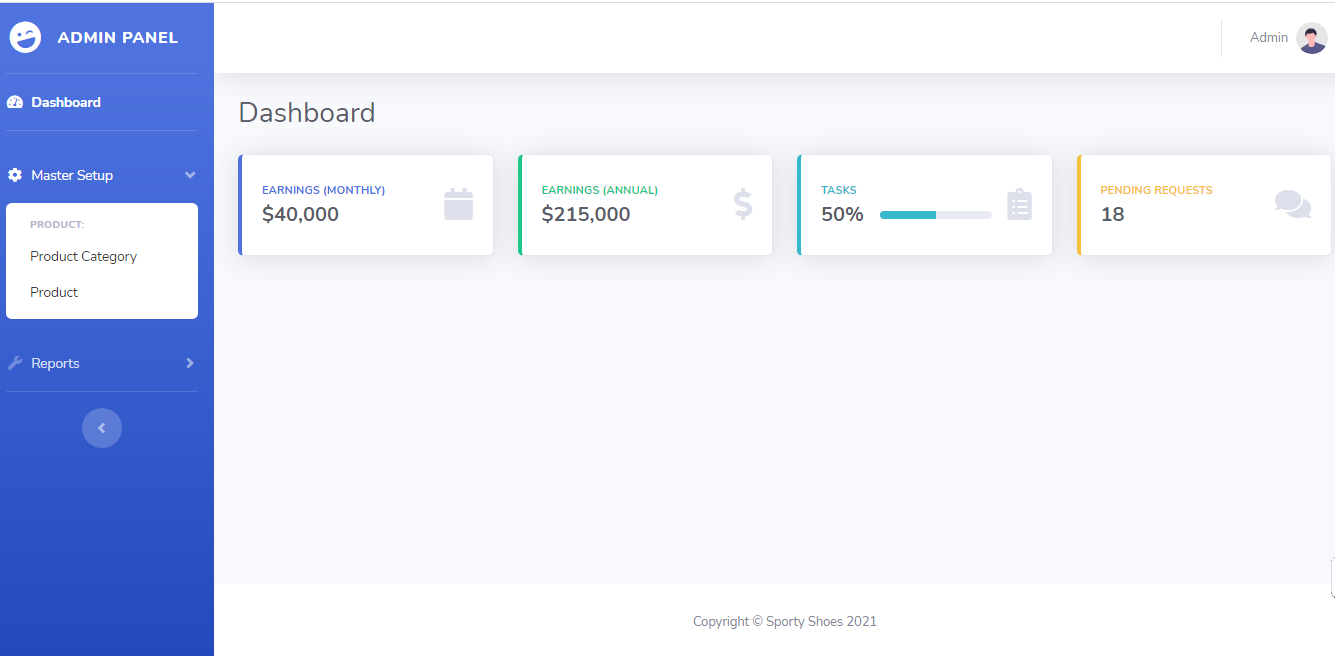 ADMIN PANEL
Admin
Dashboard
Master Setup
PRODUCT:
Product Category
Product
Reports
Dashboard
EARNINGS (MONTHLY)
$40,000
EARNINGS (ANNUAL)
$215,000
TASKS
50%
PENDING REQUESTS
18
Copyright © Sporty Shoes 2021